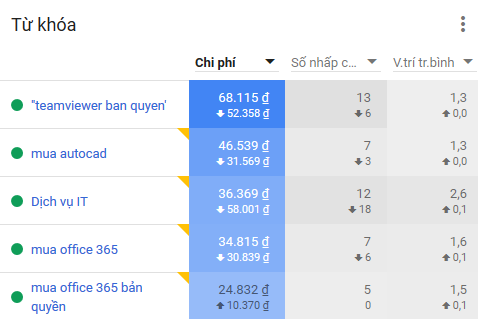 Từ khóa
Chi phí Số nhấp c... V.trí tr.bình
"teamviewer ban quyen' 68.115 ₫ 13 1,3
52.358 ₫ 6 0,0
mua autocad 46.539 ₫ 7 1,3
31.569 ₫ 3 0,0
Dịch vụ IT 36.369 ₫ 12 2,6
58.001 ₫ 18 0,1
mua office 365 34.815 ₫ 7 1,6
30.839 ₫ 6 0,1
mua office 365 bản 24.832 ₫ 5 1,5
quyền 10.370 ₫ 0 0,1